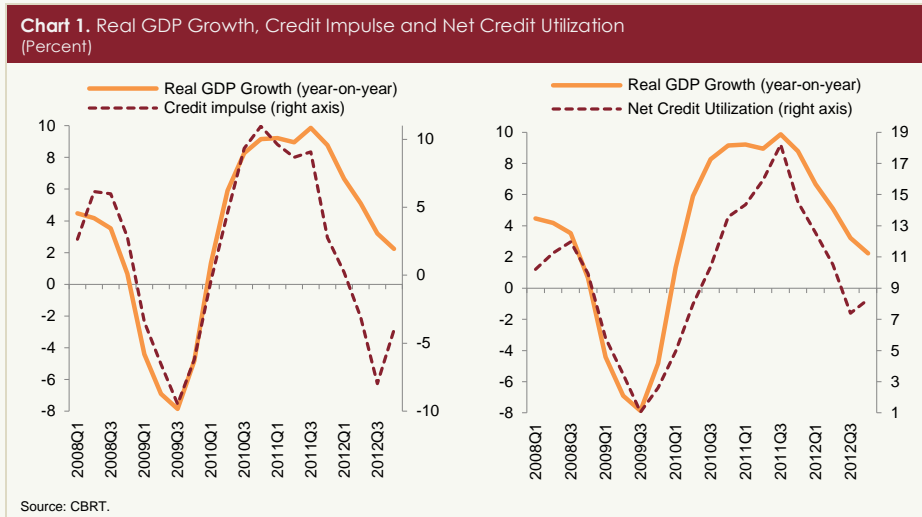 Chart 1. Real GDP Growth, Credit Impulse and Net Credit Utilization
(Percent)
Real GDP Growth (year-on-year)
Credit impulse (right axis)
10
8
6
4
2
0
-2
-4
-6
-8
10
5
0
-5
-10
2008Q1
2008Q3
2009Q1
2009Q3
2010Q1
2010Q3
2011Q1
2011Q3
2012Q1
2012Q3
Real GDP Growth (year-on-year)
Net Credit Utilization (right axis)
10
8
6
4
2
0
-2
-4
-6
-8
19
17
15
13
11
9
7
5
3
1
2008Q1
2008Q3
2009Q1
2009Q3
2010Q1
2010Q3
2011Q1
2011Q3
2012Q1
2012Q3
Source: CBRT.